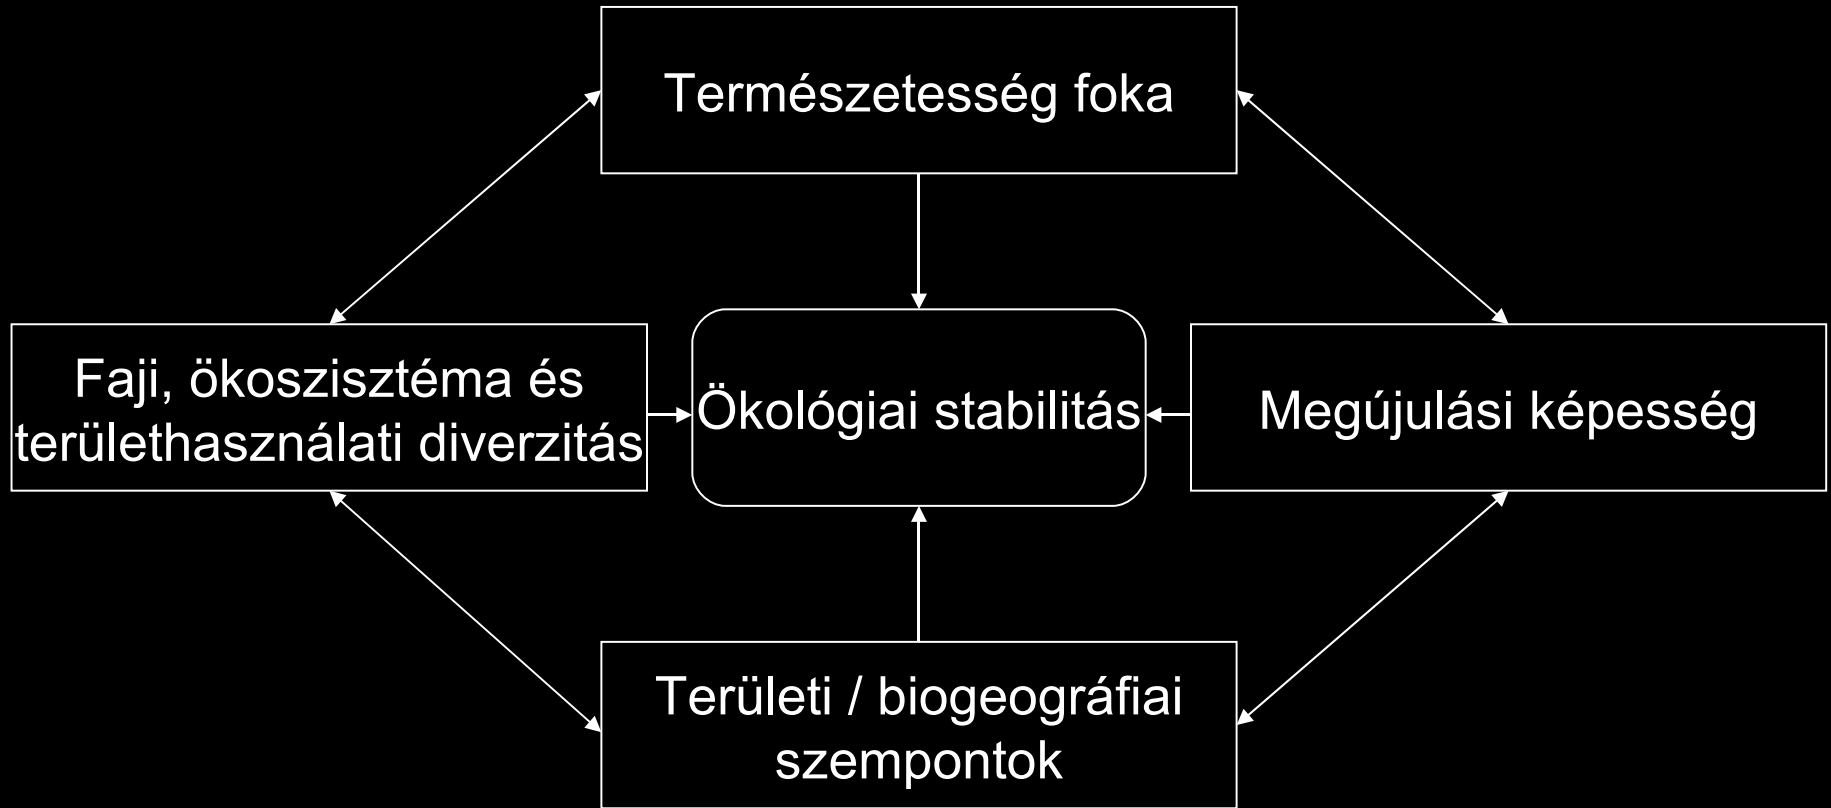 Természetesség foka
Faji, ökoszisztéma és
területhasználati diverzitás
Ökológiai stabilitás
Megújulási képesség
Területi / biogeográfiai
szempontok